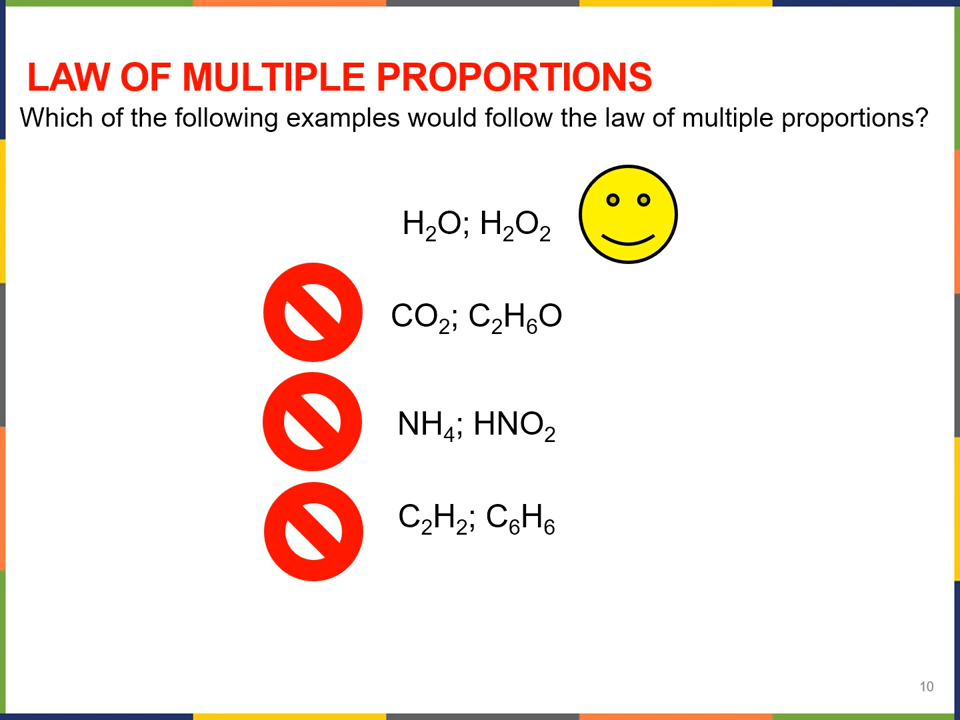 LAW OF MULTIPLE PROPORTIONS
Which of the following examples would follow the law of multiple proportions?
H₂O; H₂O₂
CO₂; C₂H₆O
NH₄; HNO₂
C₂H₂; C₆H₆
10